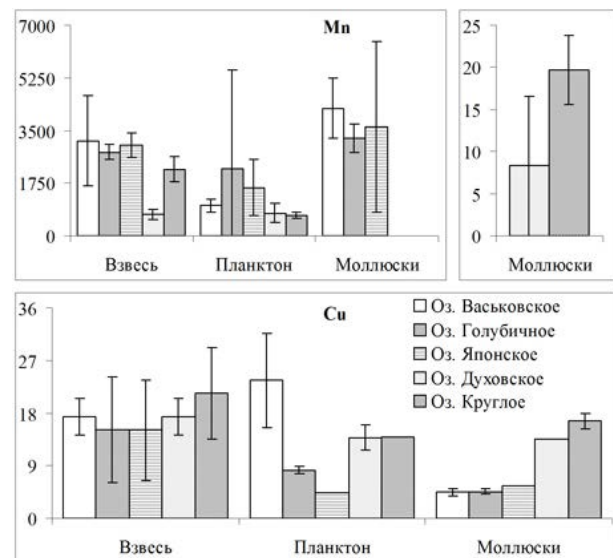 Mn
7000
5250
3500
1750
0
Взвесь Планктон Моллюски
25
20
15
10
5
0
Моллюски
Cu
36
27
18
9
0
Взвесь Планктон Моллюски
Оз. Васьковское
Оз. Голубичное
Оз. Японское
Оз. Духовское
Оз. Круглое